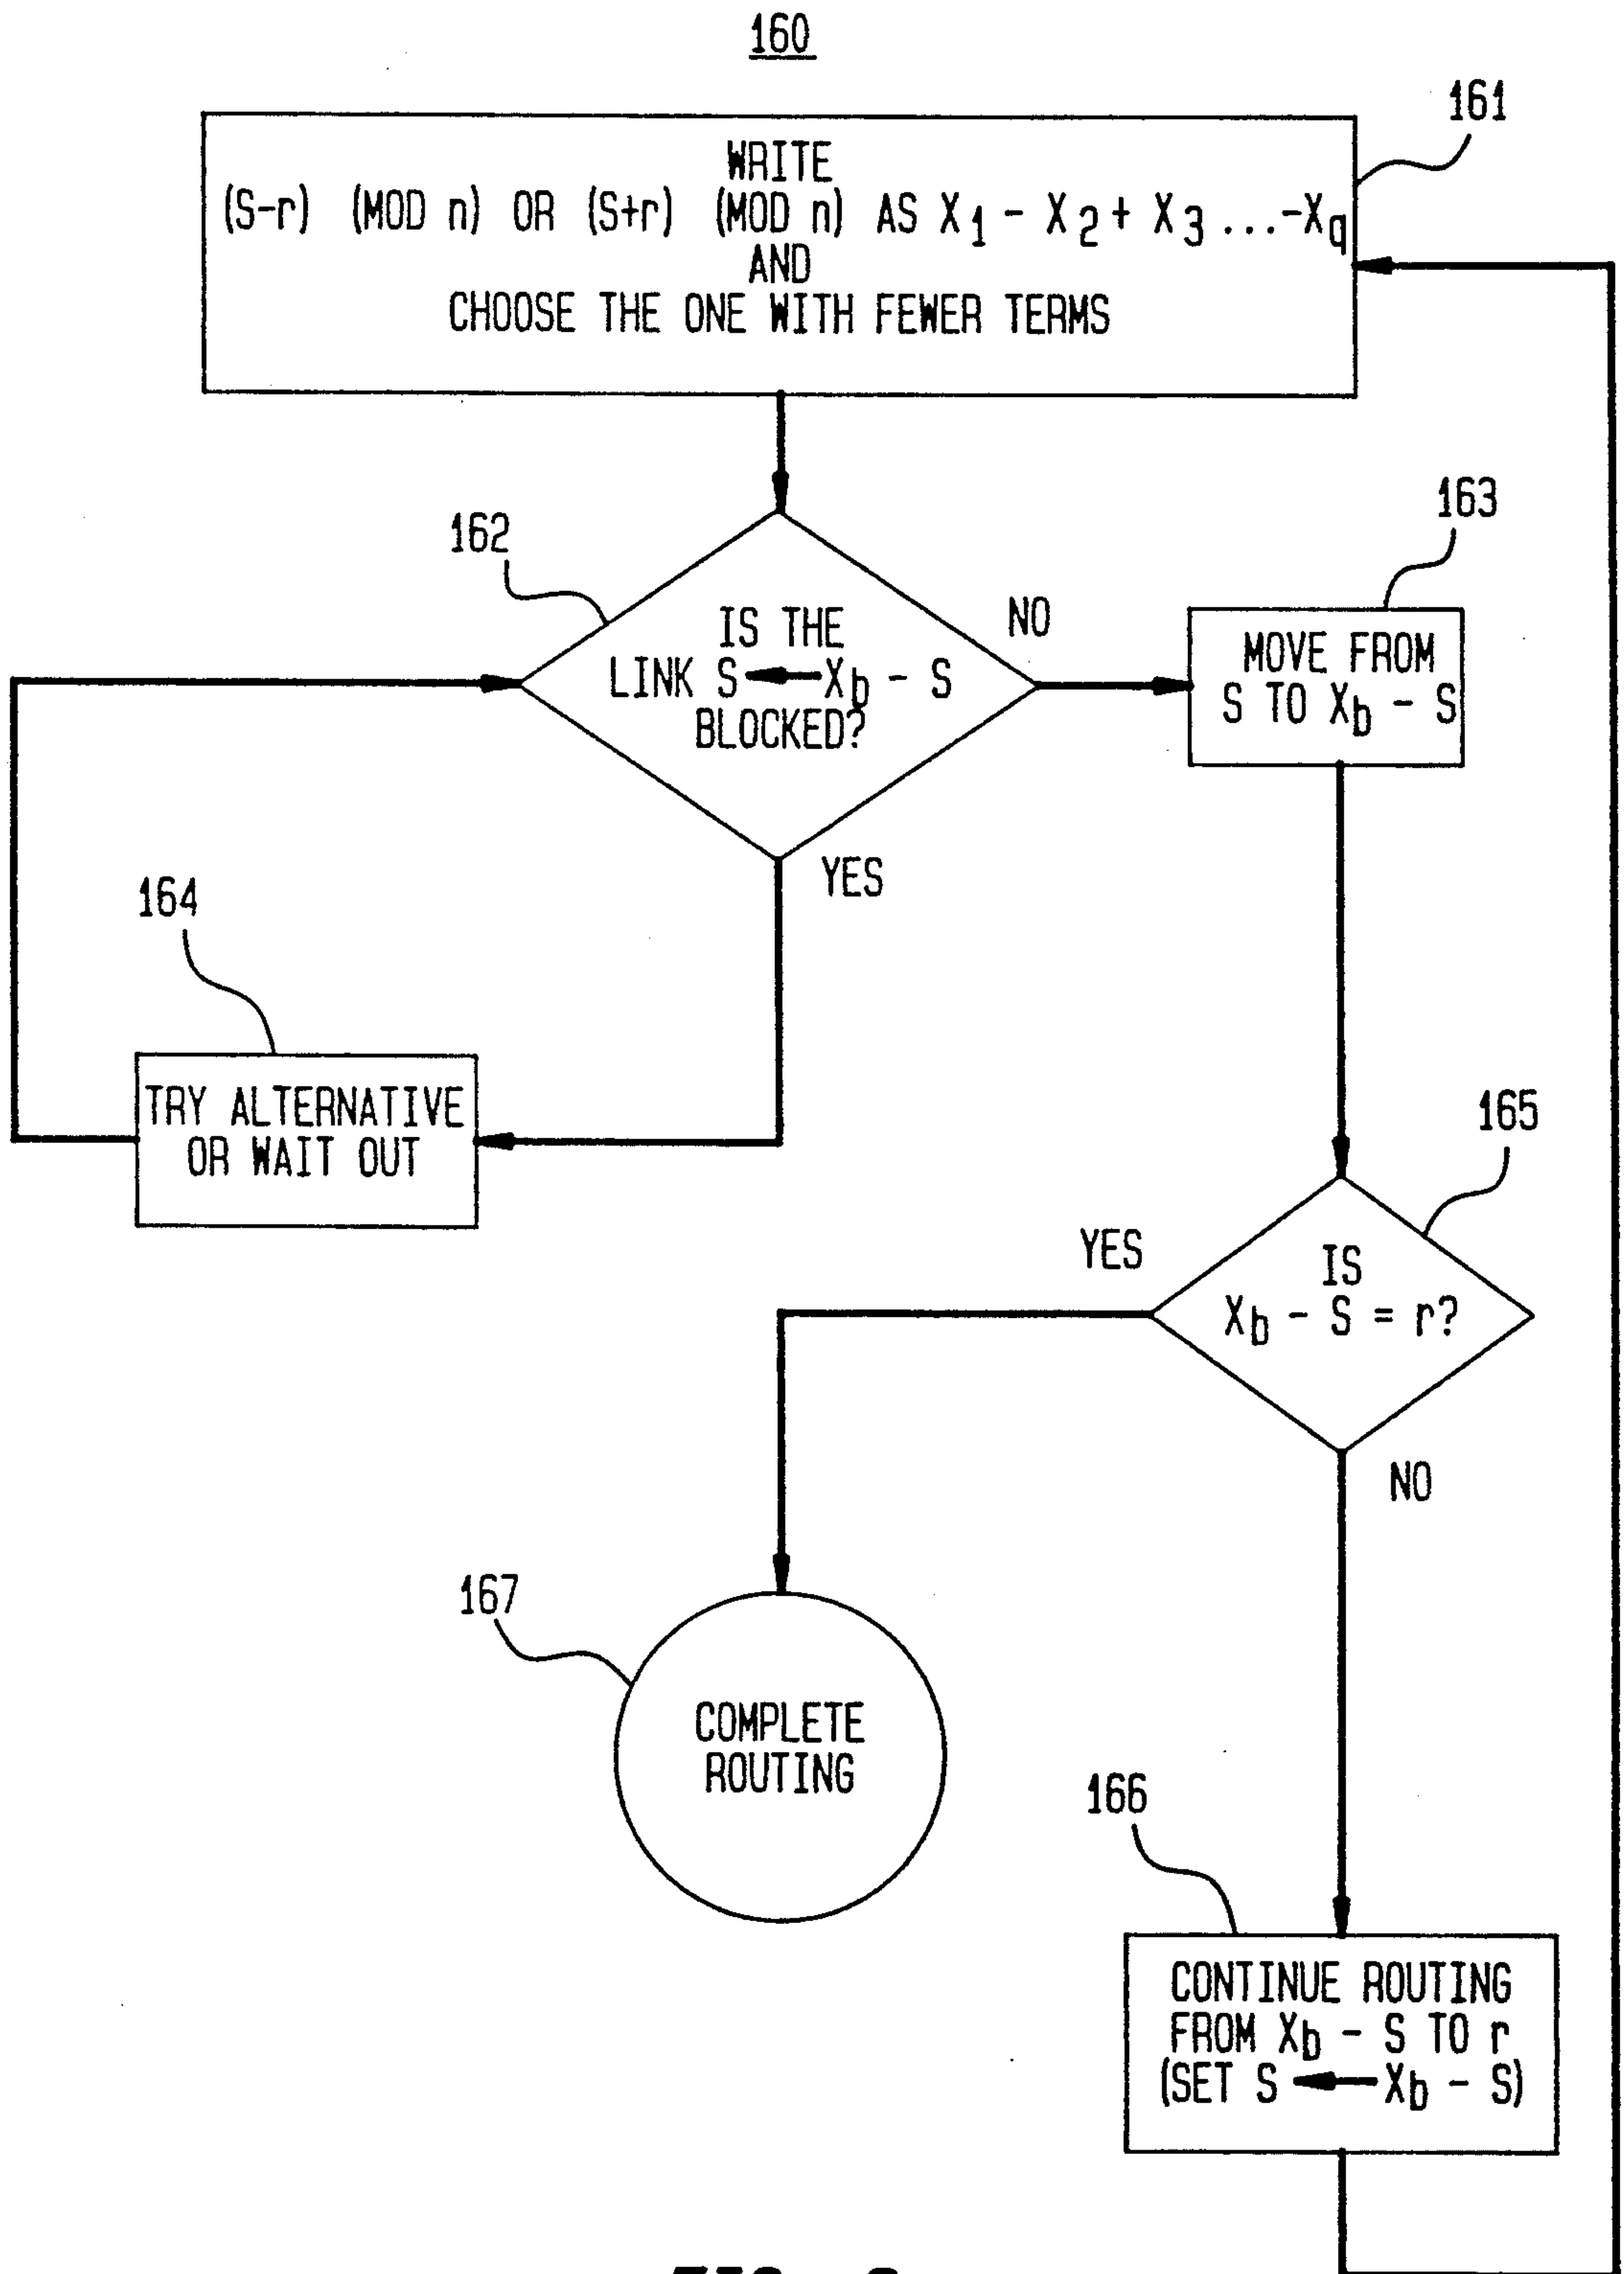 160
161
WRITE
(S-r) (MOD n) OR (S+r) (MOD n) AS X1 - X2 + X3 ...-Xq
AND
CHOOSE THE ONE WITH FEWER TERMS
162
IS THE
LINK S ← Xb - S
BLOCKED?
NO
YES
163
MOVE FROM
S TO Xb - S
164
TRY ALTERNATIVE
OR WAIT OUT
165
IS
Xb - S = r?
YES
NO
167
COMPLETE
ROUTING
166
CONTINUE ROUTING
FROM Xb - S TO r
(SET S ← Xb - S)